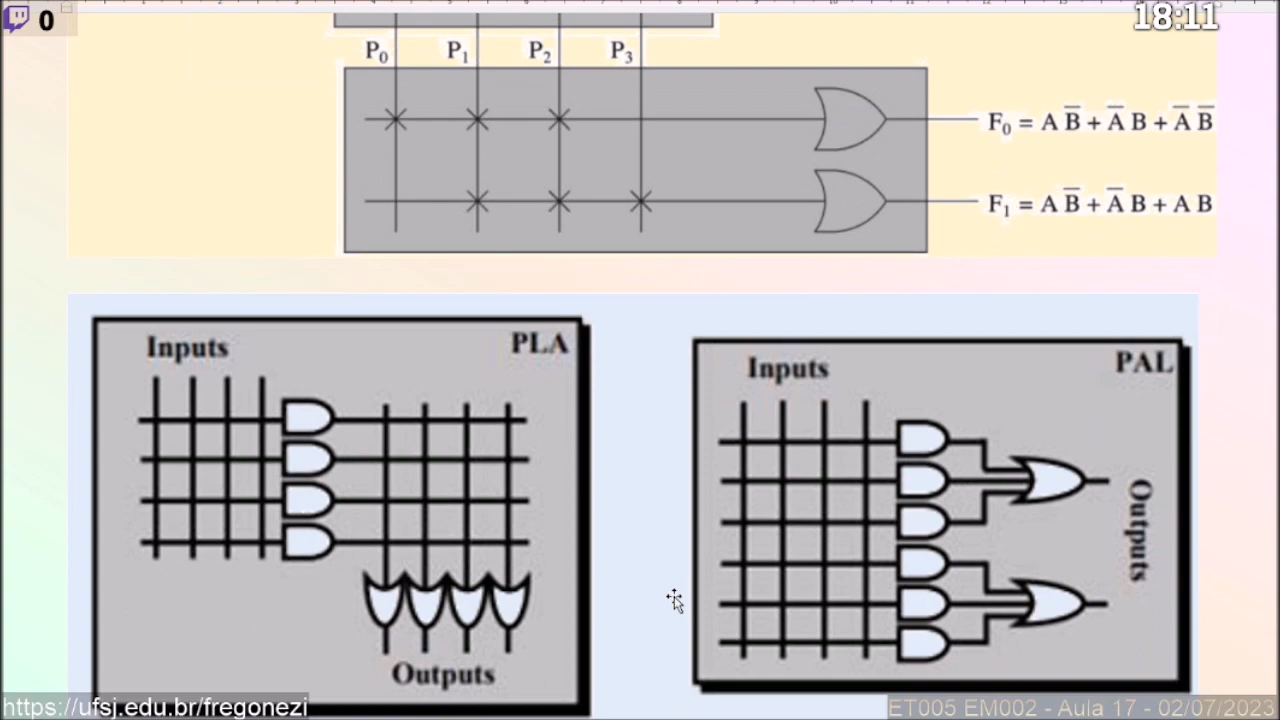 0
18:11
P₀ P₁ P₂ P₃
F₀ = A B̅ + A̅ B + A̅ B̅
F₁ = A B̅ + A̅ B + A B
Inputs
PLA
Outputs
Inputs
PAL
Outputs
https://ufsj.edu.br/fregonezi
ET005 EM002 - Aula 17 - 02/07/2023